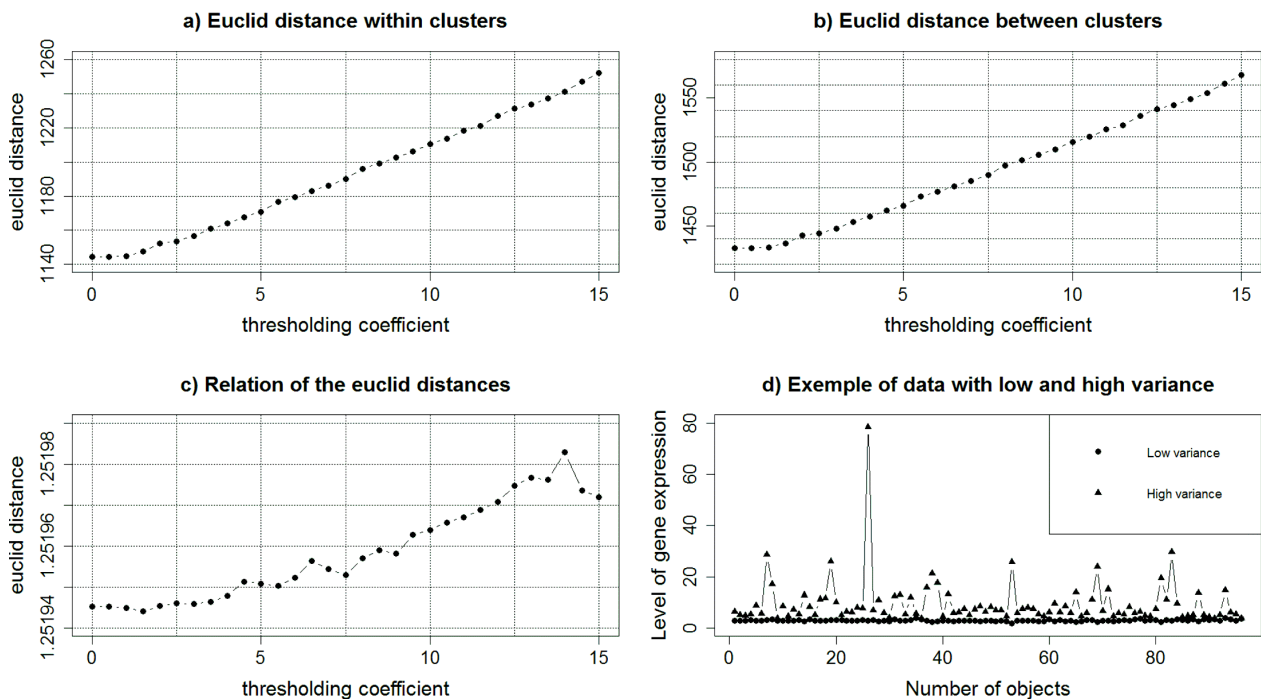 a) Euclid distance within clusters
euclid distance
1260
1220
1180
1140
0 5 10 15
thresholding coefficient
b) Euclid distance between clusters
euclid distance
1550
1500
1450
0 5 10 15
thresholding coefficient
c) Relation of the euclid distances
euclid distance
1.25198
1.25196
1.25194
0 5 10 15
thresholding coefficient
d) Exemple of data with low and high variance
Level of gene expression
80
60
40
20
0
Low variance
High variance
0 20 40 60 80
Number of objects